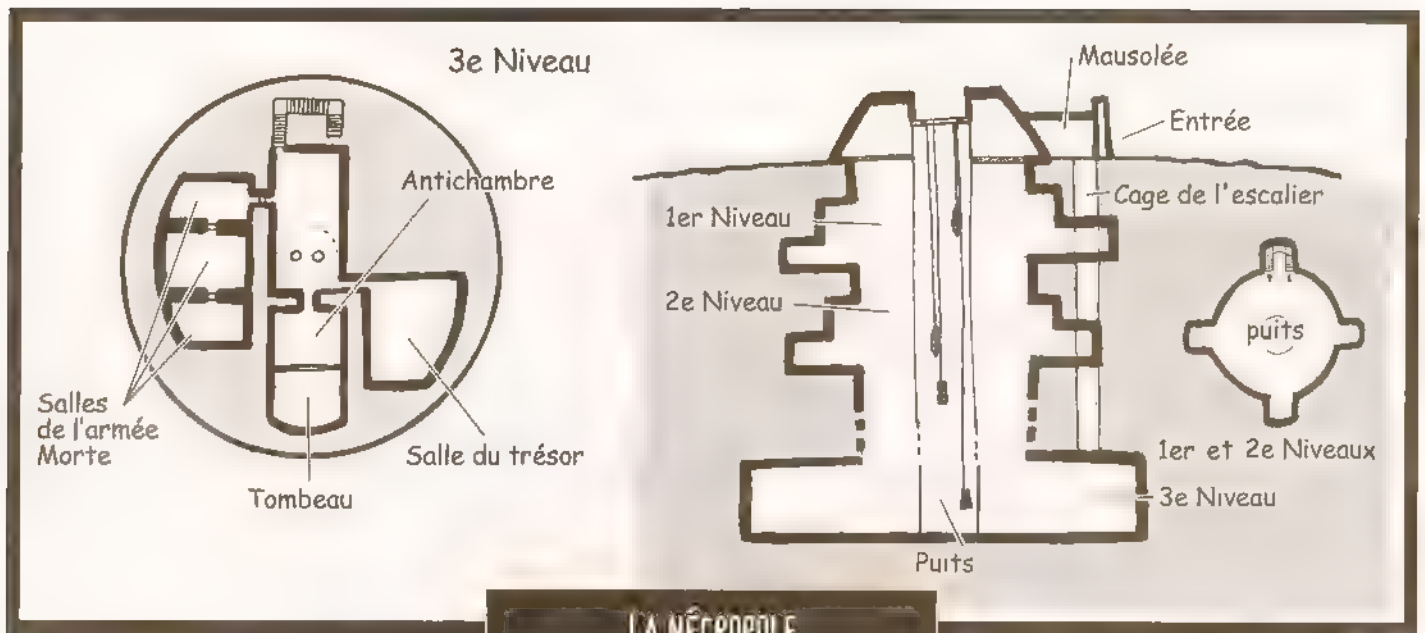 3e Niveau
Antichambre
Salles
de l'armée
Morte
Salle du trésor
Tombeau
Mausolée
Entrée
Cage de l'escalier
1er Niveau
2e Niveau
puits
1er et 2e Niveaux
3e Niveau
Puits
LA NÉCROPOLE